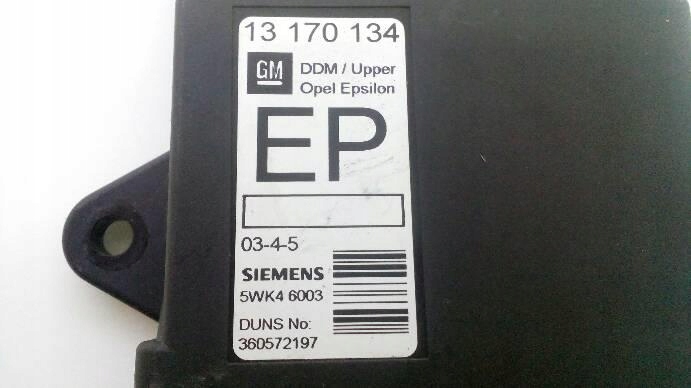 13 170 134
GM
DDM / Upper
Opel Epsilon
EP
03-4-5
SIEMENS
5WK4 6003
DUNS No:
360572197